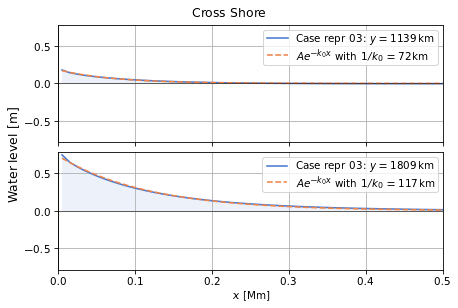 Cross Shore
Water level [m]
0.5
0.0
−0.5
Case repr 03: y = 1139 km
Ae^{−k₀x} with 1/k₀ = 72 km
0.5
0.0
−0.5
Case repr 03: y = 1809 km
Ae^{−k₀x} with 1/k₀ = 117 km
0.0 0.1 0.2 0.3 0.4 0.5
x [Mm]